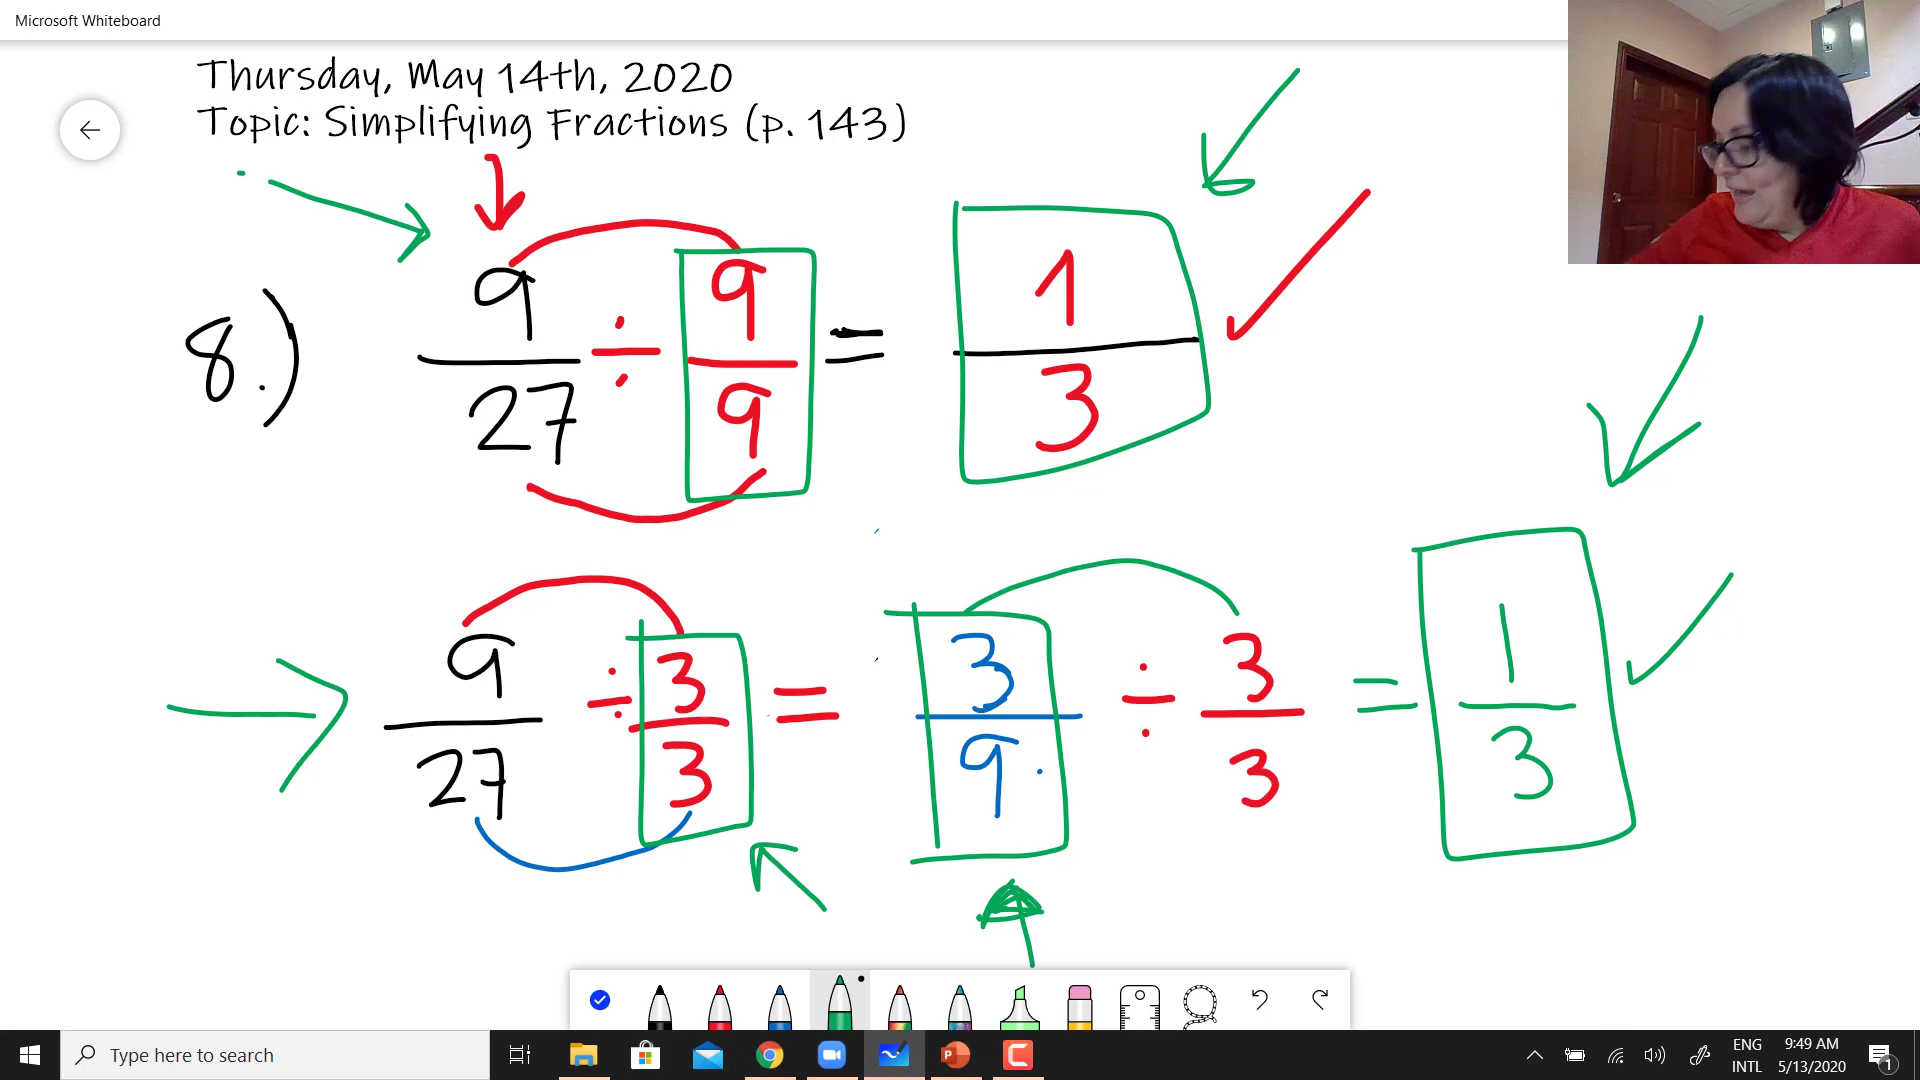 Microsoft Whiteboard
Thursday, May 14th, 2020
Topic: Simplifying Fractions (p. 143)
8.) 9/27 ÷ 9/9 = 1/3
9/27 ÷ 3/3 = 3/9 ÷ 3/3 = 1/3
Type here to search
ENG
INTL
9:49 AM
5/13/2020
1